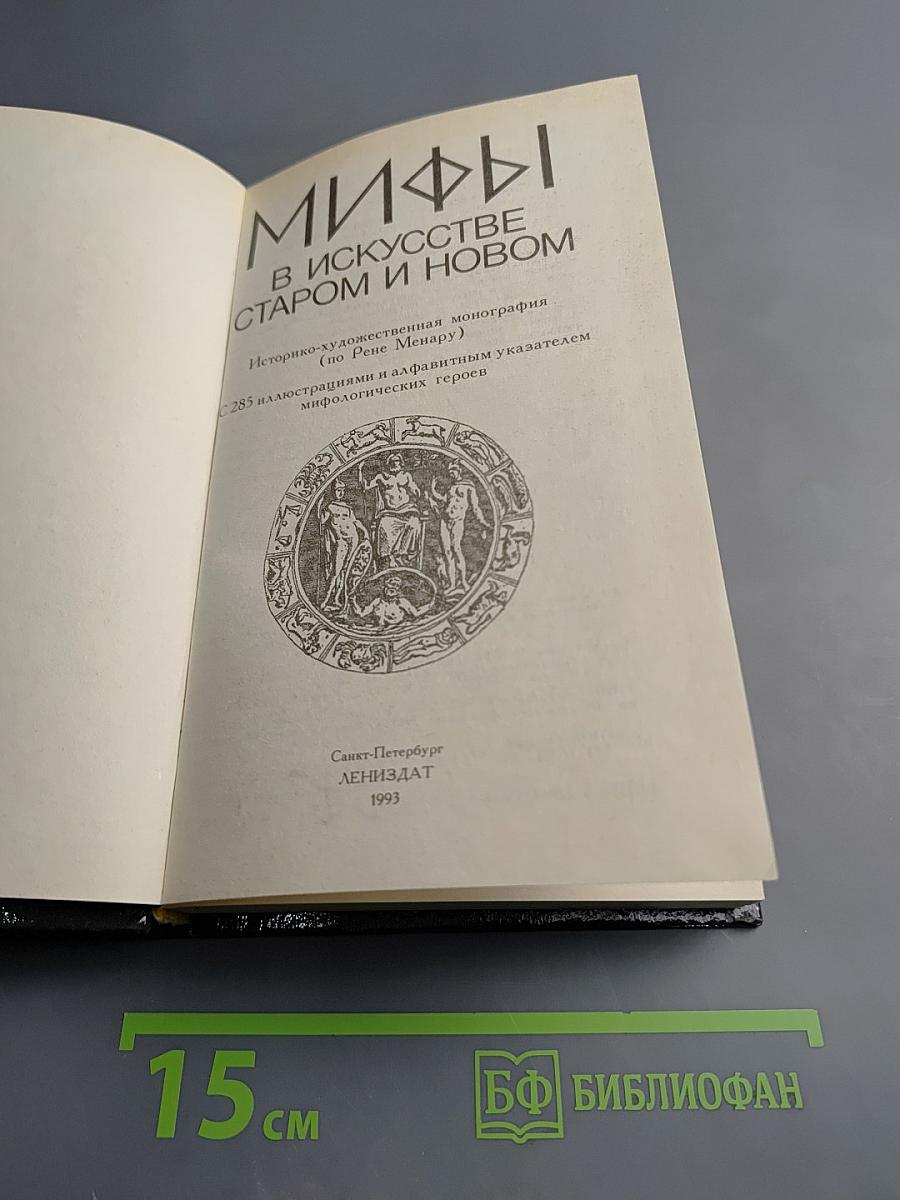 МИФЫ
В ИСКУССТВЕ
СТАРОМ И НОВОМ
Историко-художественная монография
(по Рене Менару)
С 285 иллюстрациями и алфавитным указателем
мифологических героев
Санкт-Петербург
ЛЕНИЗДАТ
1993
15 см
БФ БИБЛИОФАН